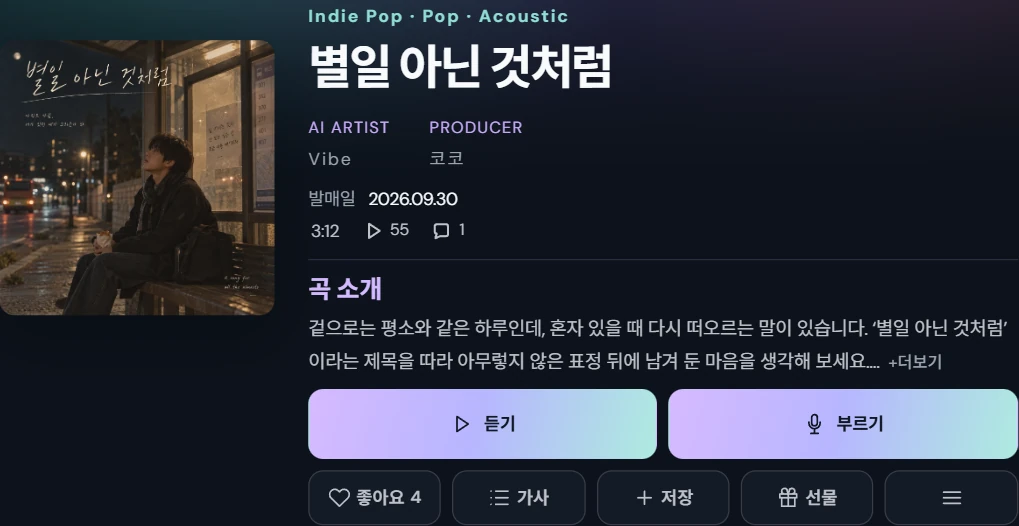 Indie Pop · Pop · Acoustic
별일 아닌 것처럼
별일 아닌 것처럼
AI ARTIST PRODUCER
Vibe 코코
발매일 2026.09.30
3:12 55 1
곡 소개
겉으로는 평소와 같은 하루인데, 혼자 있을 때 다시 떠오르는 말이 있습니다. ‘별일 아닌 것처럼’
이라는 제목을 따라 아무렇지 않은 표정 뒤에 남겨 둔 마음을 생각해 보세요.... +더보기
듣기 부르기
좋아요 4 가사 저장 선물